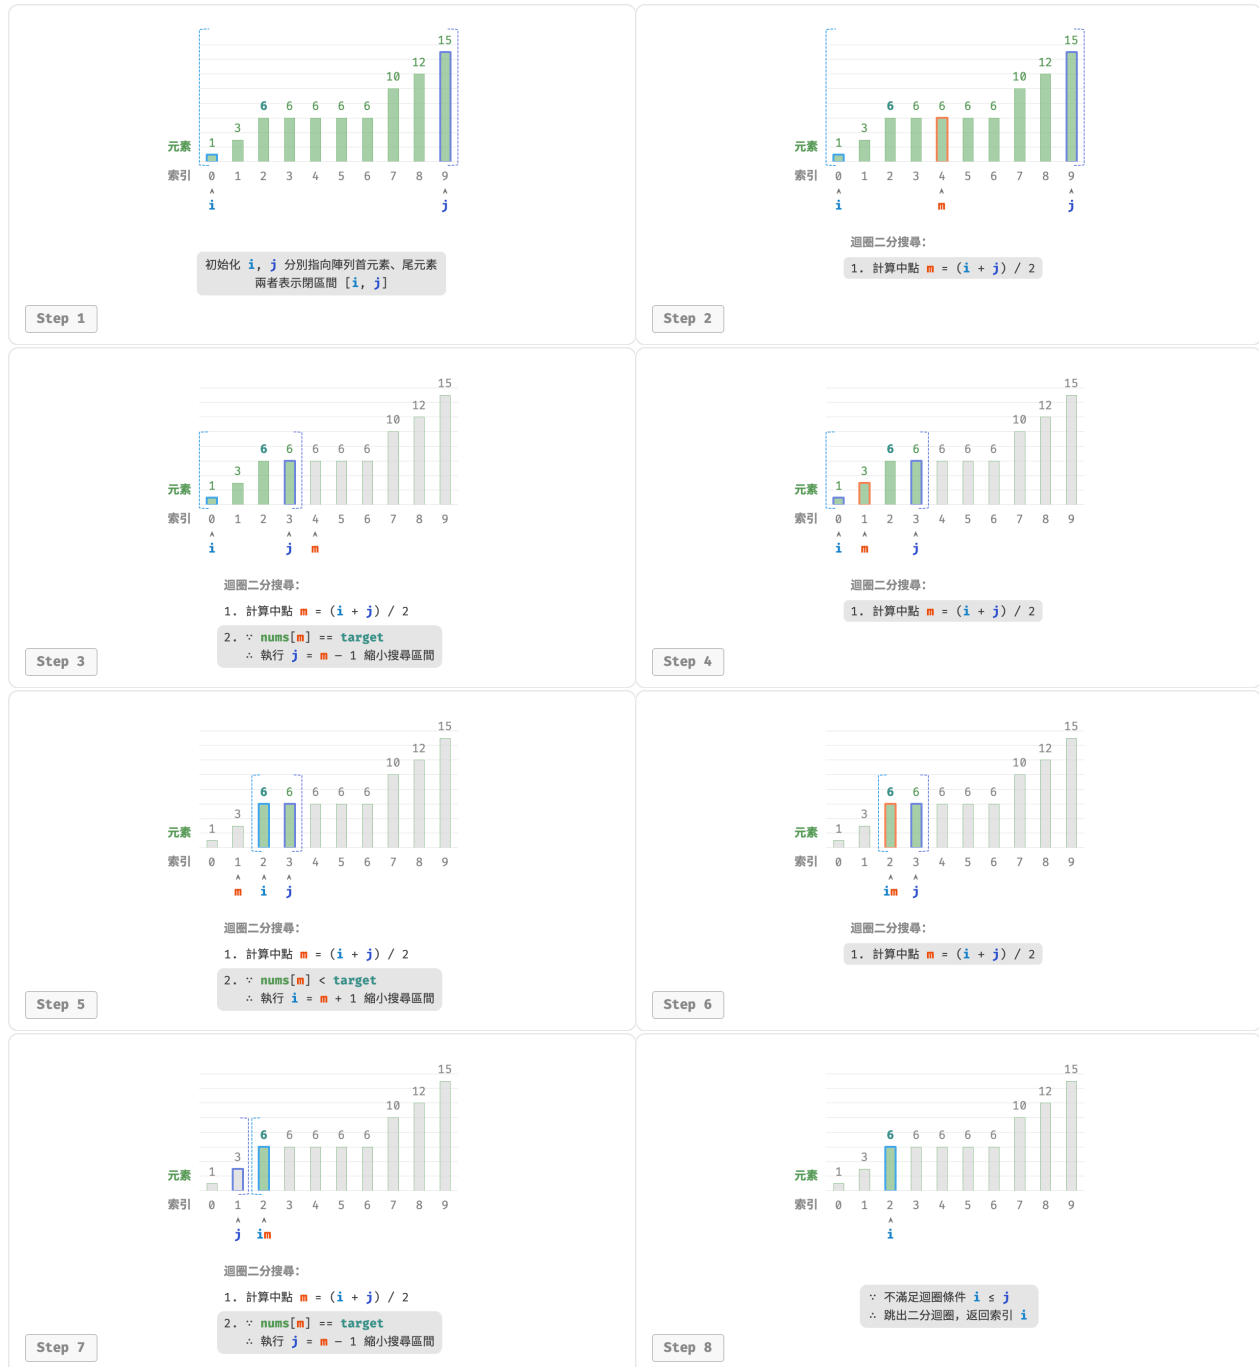 15
12
10
6 6 6 6 6
3
元素 1
索引 0 1 2 3 4 5 6 7 8 9
i j
初始化 i, j 分別指向陣列首元素、尾元素
兩者表示閉區間 [i, j]
Step 1
15
12
10
6 6 6 6 6
3
元素 1
索引 0 1 2 3 4 5 6 7 8 9
i m j
迴圈二分搜尋：
1. 計算中點 m = (i + j) / 2
Step 2
15
12
10
6 6 6 6 6
3
元素 1
索引 0 1 2 3 4 5 6 7 8 9
i j m
迴圈二分搜尋：
1. 計算中點 m = (i + j) / 2
2. ∵ nums[m] == target
∴ 執行 j = m − 1 縮小搜尋區間
Step 3
15
12
10
6 6 6 6 6
3
元素 1
索引 0 1 2 3 4 5 6 7 8 9
i m j
迴圈二分搜尋：
1. 計算中點 m = (i + j) / 2
Step 4
15
12
10
6 6 6 6 6
3
元素 1
索引 0 1 2 3 4 5 6 7 8 9
m i j
迴圈二分搜尋：
1. 計算中點 m = (i + j) / 2
2. ∵ nums[m] < target
∴ 執行 i = m + 1 縮小搜尋區間
Step 5
15
12
10
6 6 6 6 6
3
元素 1
索引 0 1 2 3 4 5 6 7 8 9
im j
迴圈二分搜尋：
1. 計算中點 m = (i + j) / 2
Step 6
15
12
10
6 6 6 6 6
3
元素 1
索引 0 1 2 3 4 5 6 7 8 9
j im
迴圈二分搜尋：
1. 計算中點 m = (i + j) / 2
2. ∵ nums[m] == target
∴ 執行 j = m − 1 縮小搜尋區間
Step 7
15
12
10
6 6 6 6 6
3
元素 1
索引 0 1 2 3 4 5 6 7 8 9
i
∵ 不滿足迴圈條件 i ≤ j
∴ 跳出二分迴圈，返回索引 i
Step 8